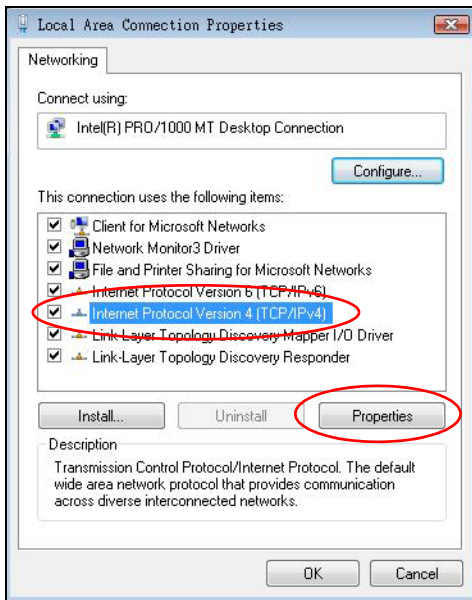 Local Area Connection Properties
Networking
Connect using:
Intel(R) PRO/1000 MT Desktop Connection
Configure...
This connection uses the following items:
Client for Microsoft Networks
Network Monitor3 Driver
File and Printer Sharing for Microsoft Networks
Internet Protocol Version 6 (TCP/IPv6)
Internet Protocol Version 4 (TCP/IPv4)
Link-Layer Topology Discovery Mapper I/O Driver
Link-Layer Topology Discovery Responder
Install... Uninstall Properties
Description
Transmission Control Protocol/Internet Protocol. The default
wide area network protocol that provides communication
across diverse interconnected networks.
OK Cancel